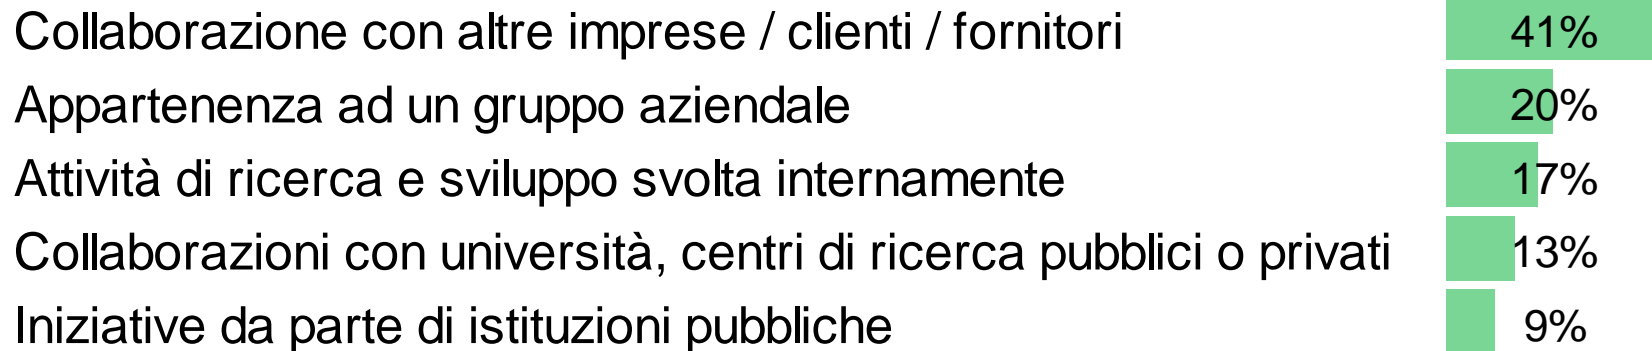 Collaborazione con altre imprese / clienti / fornitori 41%
Appartenenza ad un gruppo aziendale 20%
Attività di ricerca e sviluppo svolta internamente 17%
Collaborazioni con università, centri di ricerca pubblici o privati 13%
Iniziative da parte di istituzioni pubbliche 9%